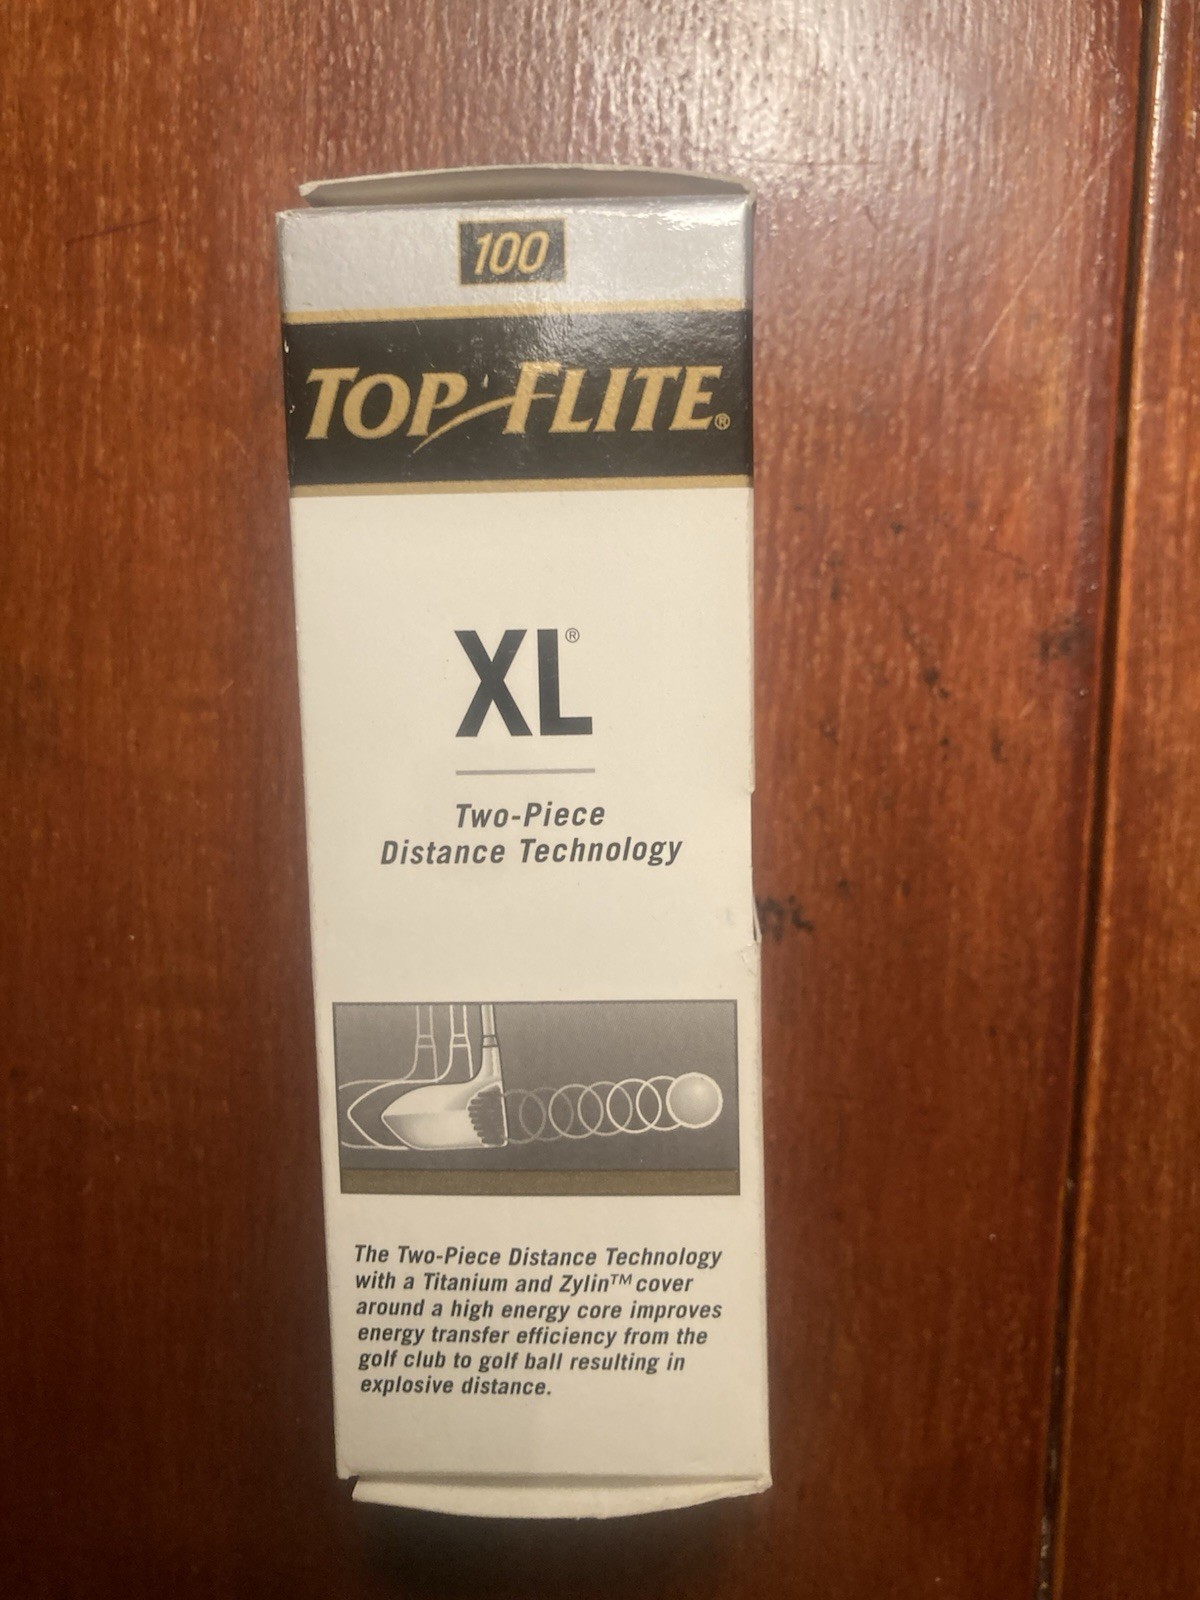 100
TOP FLITE®
XL®
Two-Piece
Distance Technology
The Two-Piece Distance Technology
with a Titanium and Zylin™ cover
around a high energy core improves
energy transfer efficiency from the
golf club to golf ball resulting in
explosive distance.